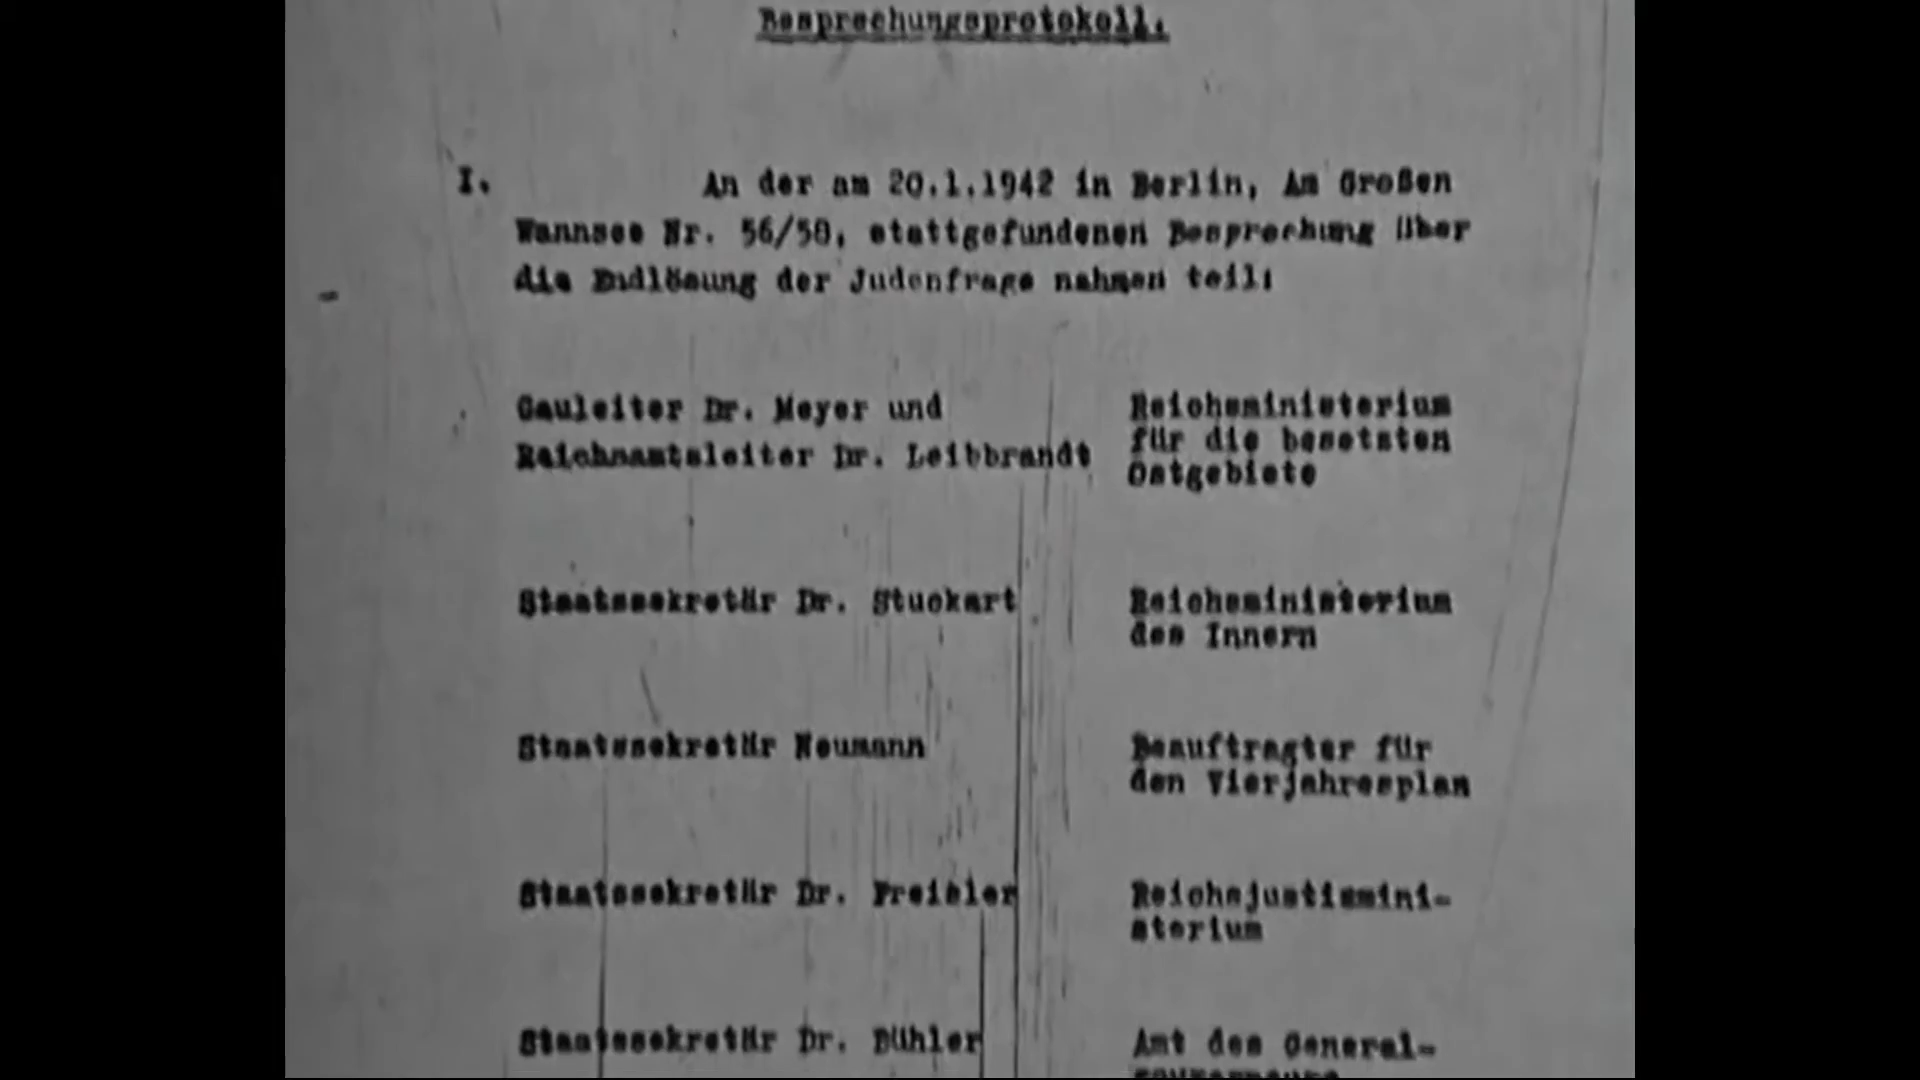 Besprechungsprotokoll.
I. An der am 20.1.1942 in Berlin, Am Großen
Wannsee Nr. 56/58, stattgefundenen Besprechung über
die Endlösung der Judenfrage nahmen teil:
Gauleiter Dr. Meyer und
Reichsamtsleiter Dr. Leibbrandt
Reichsministerium
für die besetzten
Ostgebiete
Staatssekretär Dr. Stuckart
Reichsministerium
des Innern
Staatssekretär Neumann
Beauftragter für
den Vierjahresplan
Staatssekretär Dr. Freisler
Reichsjustizmini-
sterium
Staatssekretär Dr. Bühler
Amt des General-